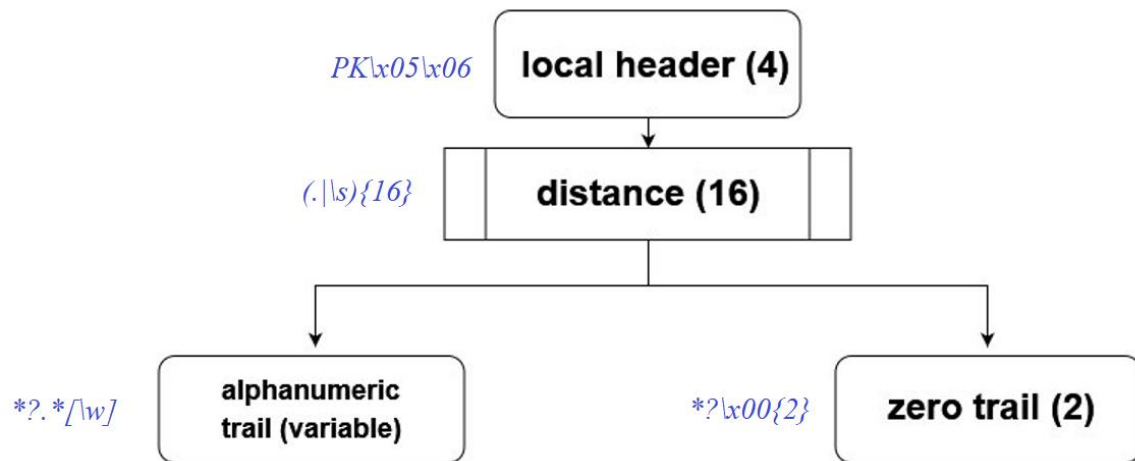 PK\x05\x06
local header (4)
(.|\s){16}
distance (16)
*?.*[\w]
alphanumeric
trail (variable)
*?\x00{2}
zero trail (2)